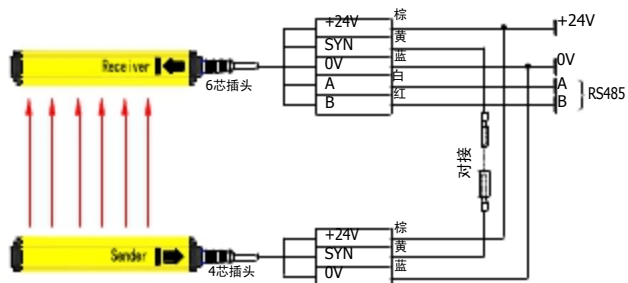 棕
+24V
+24V
黄
SYN
蓝
0V
0V
Receiver
白
A
A
6芯插头
红
B
B
RS485
对接
棕
+24V
黄
SYN
Sender
蓝
0V
4芯插头